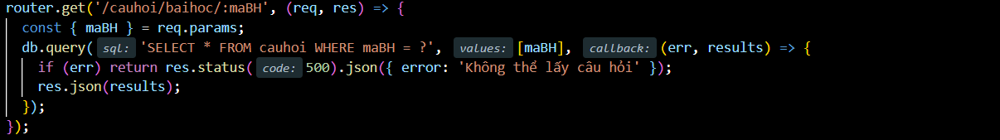 router.get('/cauhoi/baihoc/:maBH', (req, res) => {
  const { maBH } = req.params;
  db.query( sql: 'SELECT * FROM cauhoi WHERE maBH = ?', values: [maBH], callback: (err, results) => {
    if (err) return res.status( code: 500).json({ error: 'Không thể lấy câu hỏi' });
    res.json(results);
  });
});